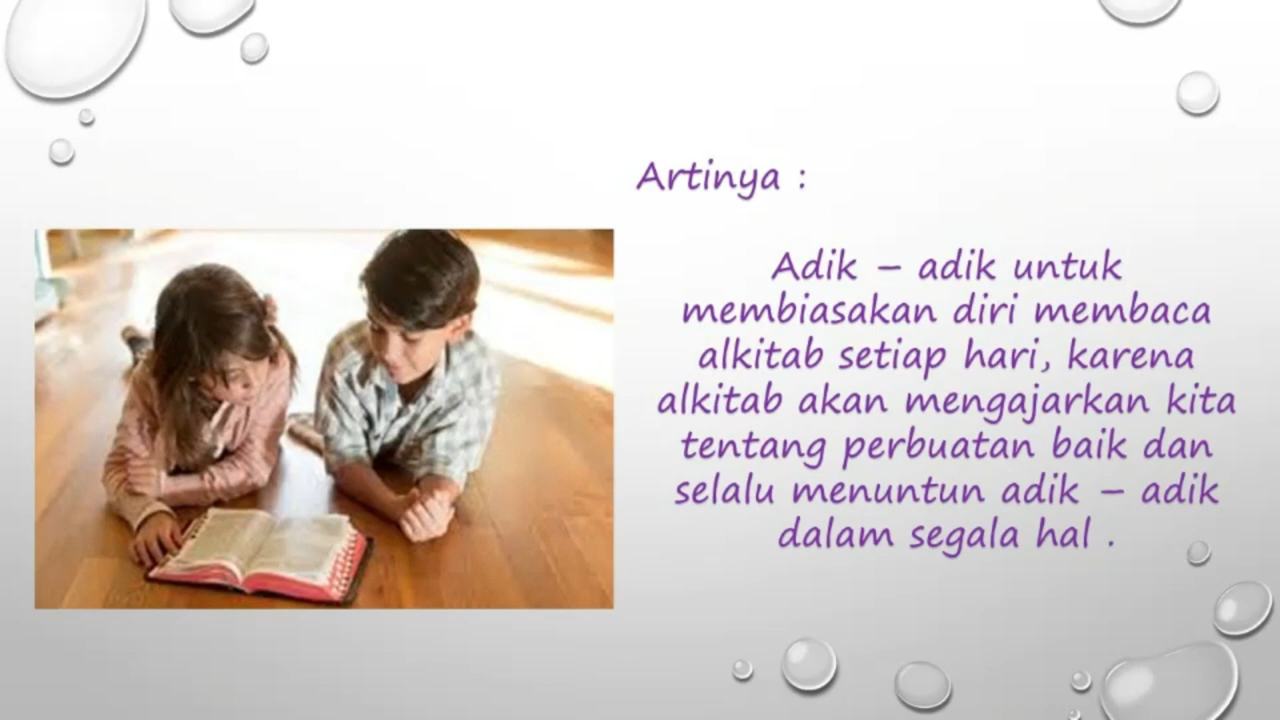 Artinya :
Adik – adik untuk
membiasakan diri membaca
alkitab setiap hari, karena
alkitab akan mengajarkan kita
tentang perbuatan baik dan
selalu menuntun adik – adik
dalam segala hal .